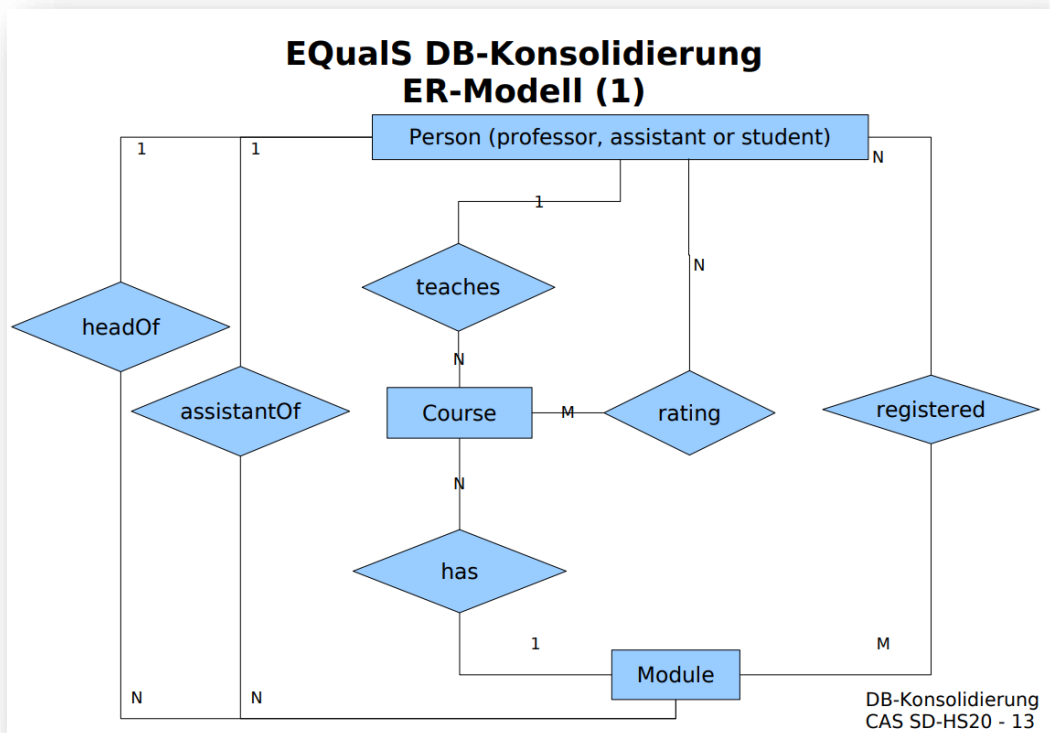 EQualS DB-Konsolidierung
ER-Modell (1)
Person (professor, assistant or student)
1
1
N
1
N
teaches
headOf
N
assistantOf
Course
M
rating
registered
N
has
1
M
Module
N
N
DB-Konsolidierung
CAS SD-HS20 - 13